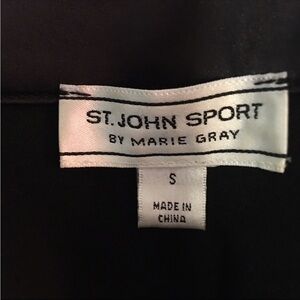 ST. JOHN SPORT
BY MARIE GRAY
S
MADE IN
CHINA